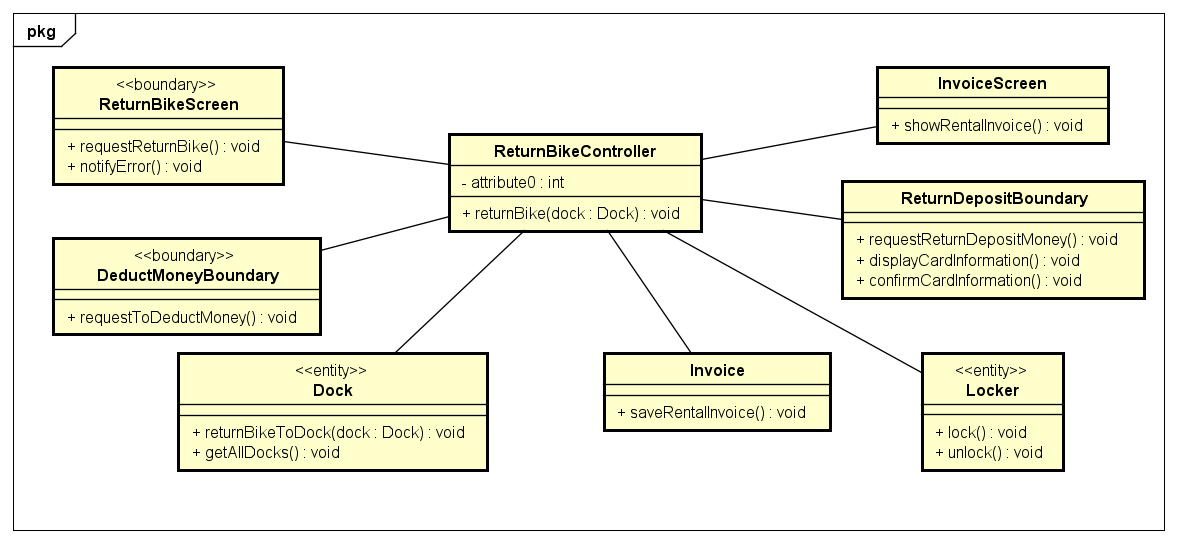 pkg
<<boundary>>
ReturnBikeScreen
+ requestReturnBike() : void
+ notifyError() : void
ReturnBikeController
- attribute0 : int
+ returnBike(dock : Dock) : void
InvoiceScreen
+ showRentalInvoice() : void
ReturnDepositBoundary
+ requestReturnDepositMoney() : void
+ displayCardInformation() : void
+ confirmCardInformation() : void
<<boundary>>
DeductMoneyBoundary
+ requestToDeductMoney() : void
<<entity>>
Dock
+ returnBikeToDock(dock : Dock) : void
+ getAllDocks() : void
Invoice
+ saveRentalInvoice() : void
<<entity>>
Locker
+ lock() : void
+ unlock() : void